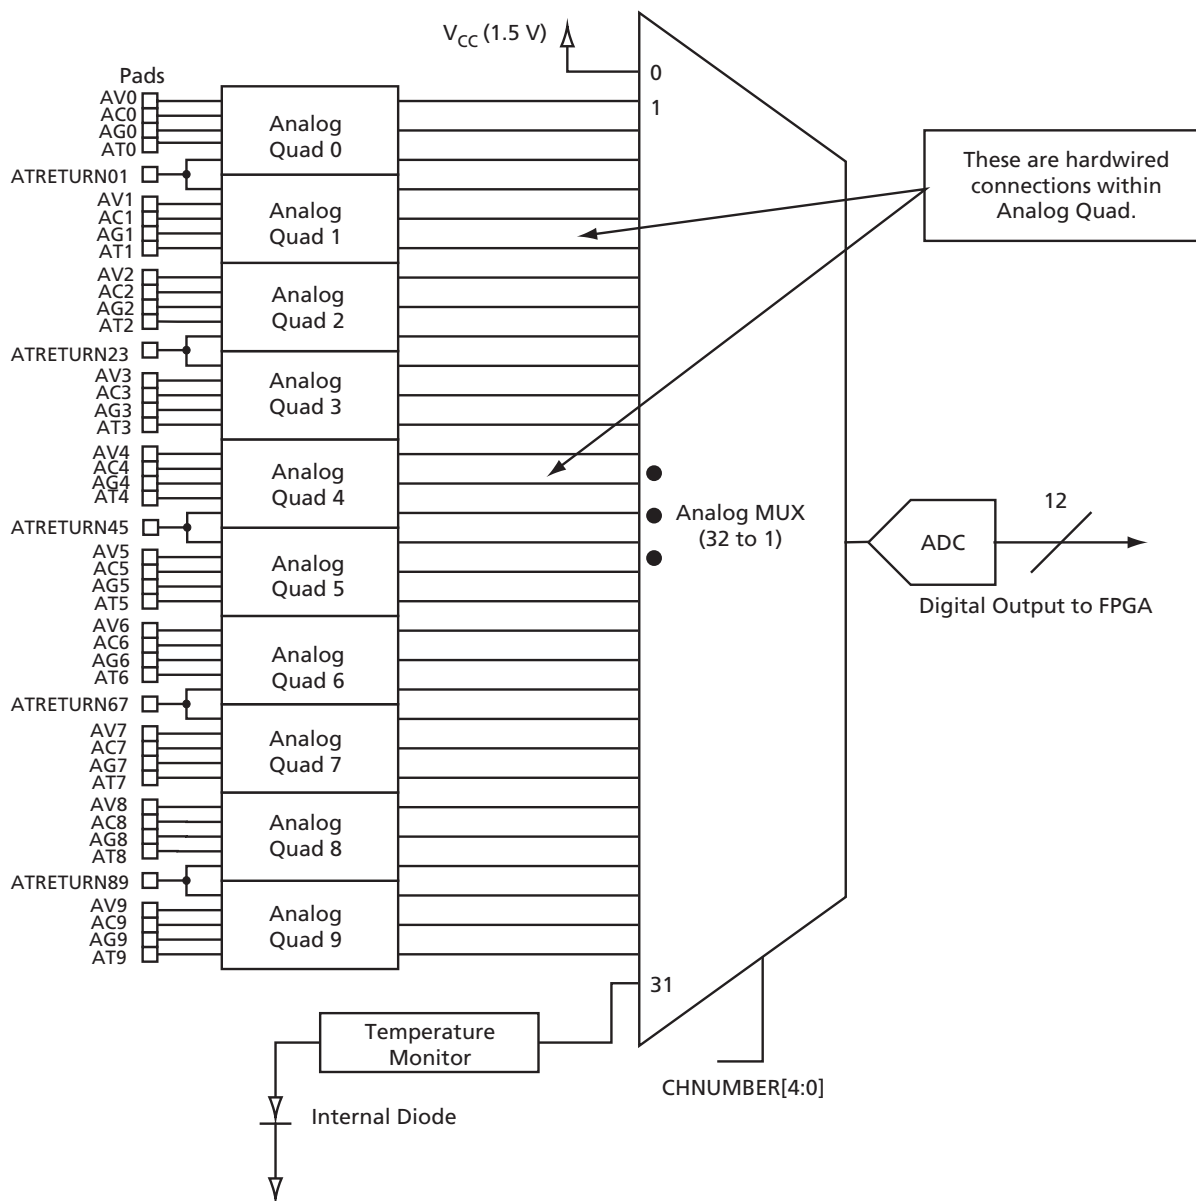 VCC (1.5 V)
Pads
0
1
AV0
AC0
AG0
AT0
Analog
Quad 0
ATRETURN01
AV1
AC1
AG1
AT1
Analog
Quad 1
These are hardwired
connections within
Analog Quad.
AV2
AC2
AG2
AT2
Analog
Quad 2
ATRETURN23
AV3
AC3
AG3
AT3
Analog
Quad 3
AV4
AC4
AG4
AT4
Analog
Quad 4
ATRETURN45
AV5
AC5
AG5
AT5
Analog
Quad 5
Analog MUX
(32 to 1)
ADC
12
Digital Output to FPGA
AV6
AC6
AG6
AT6
Analog
Quad 6
ATRETURN67
AV7
AC7
AG7
AT7
Analog
Quad 7
AV8
AC8
AG8
AT8
Analog
Quad 8
ATRETURN89
AV9
AC9
AG9
AT9
Analog
Quad 9
31
Temperature
Monitor
CHNUMBER[4:0]
Internal Diode